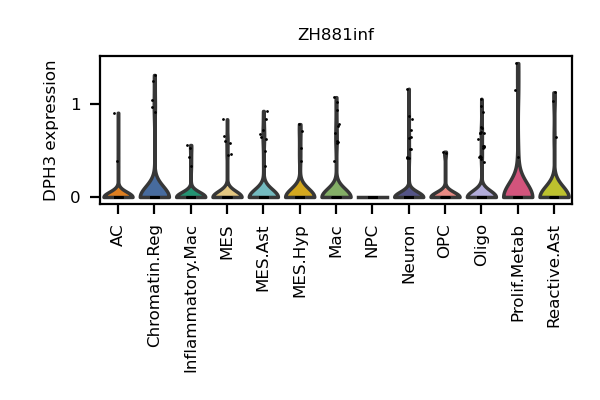 ZH881inf
DPH3 expression
1
0
AC
Chromatin.Reg
Inflammatory.Mac
MES
MES.Ast
MES.Hyp
Mac
NPC
Neuron
OPC
Oligo
Prolif.Metab
Reactive.Ast